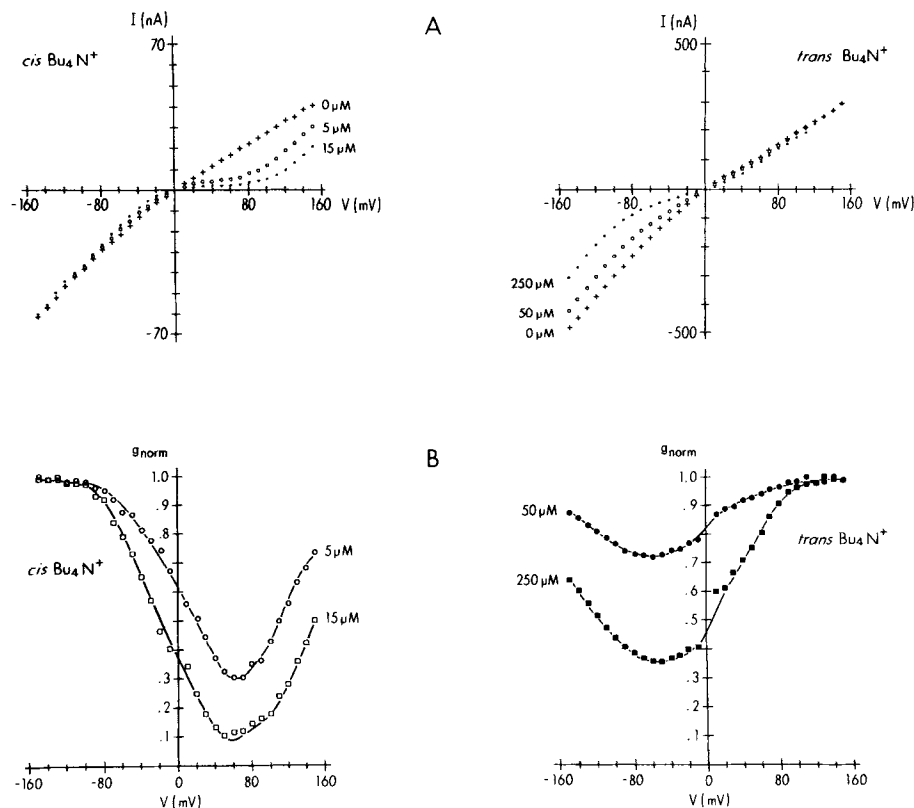 I (nA)
70
cis Bu₄N⁺
0 µM
5 µM
15 µM
-160
-80
80
160
V (mV)
-70
A
I (nA)
500
trans Bu₄N⁺
-160
-80
80
160
V (mV)
250 µM
50 µM
0 µM
-500
B
gnorm
1.0
.9
.8
.7
.6
.5
.4
.3
.2
.1
cis Bu₄N⁺
5 µM
15 µM
-160
-80
0
80
160
V (mV)
gnorm
1.0
.9
.8
.7
.6
.5
.4
.3
.2
.1
50 µM
trans Bu₄N⁺
250 µM
-160
-80
0
80
160
V (mV)